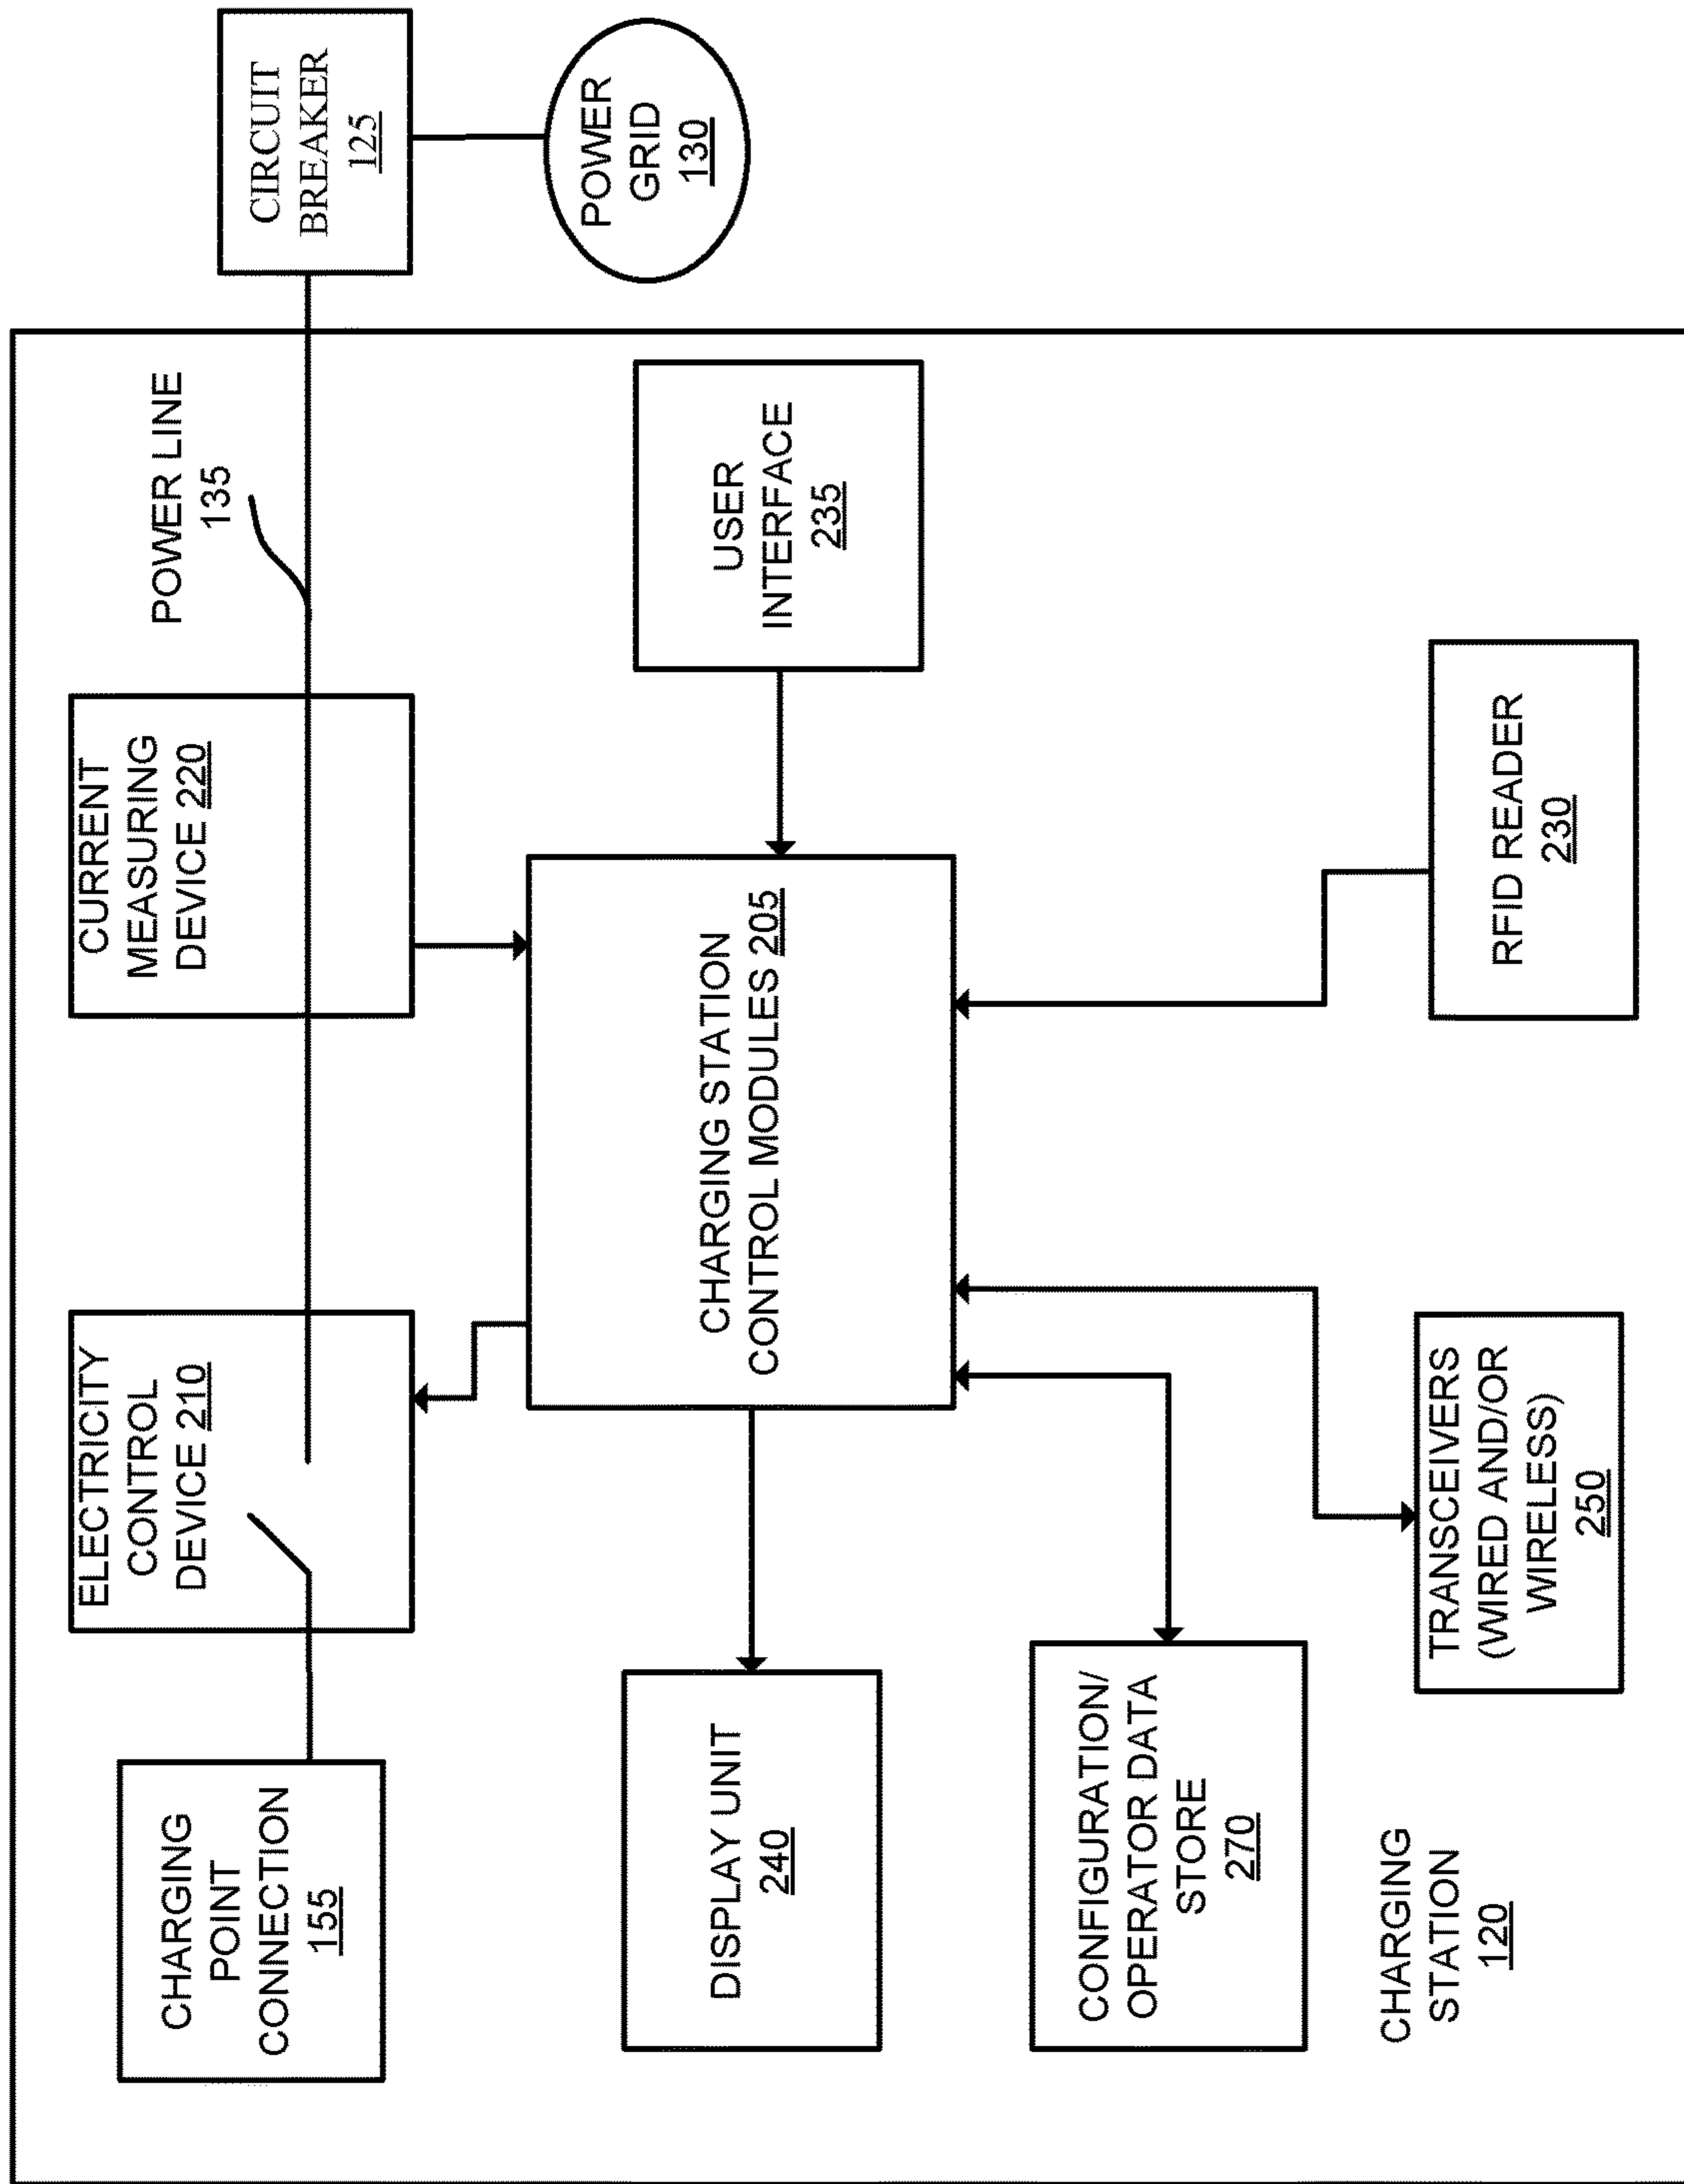 CHARGING
POINT
CONNECTION
155
ELECTRICITY
CONTROL
DEVICE 210
CURRENT
MEASURING
DEVICE 220
POWER LINE
135
CIRCUIT
BREAKER
125
POWER
GRID
130
DISPLAY UNIT
240
CHARGING STATION
CONTROL MODULES 205
USER
INTERFACE
235
CONFIGURATION/
OPERATOR DATA
STORE
270
TRANSCEIVERS
(WIRED AND/OR
WIRELESS)
250
RFID READER
230
CHARGING
STATION
120